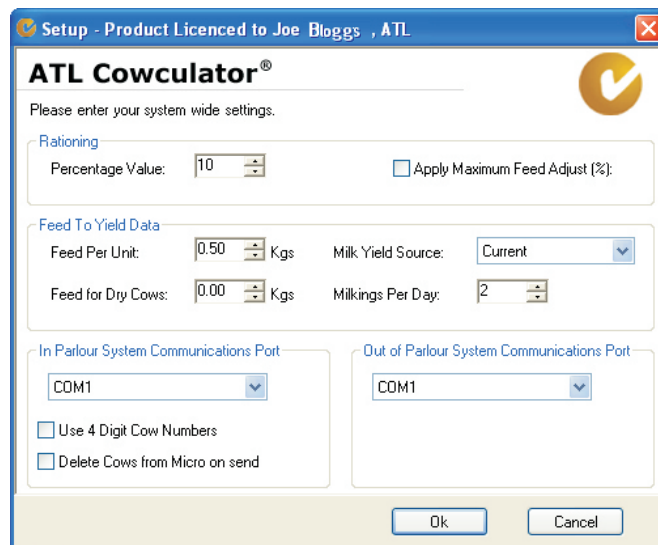 Setup - Product Licenced to Joe Bloggs , ATL
ATL Cowculator®
Please enter your system wide settings.
Rationing
Percentage Value: 10 Apply Maximum Feed Adjust (%):
Feed To Yield Data
Feed Per Unit: 0.50 Kgs Milk Yield Source: Current
Feed for Dry Cows: 0.00 Kgs Milkings Per Day: 2
In Parlour System Communications Port
COM1
Use 4 Digit Cow Numbers
Delete Cows from Micro on send
Out of Parlour System Communications Port
COM1
Ok Cancel